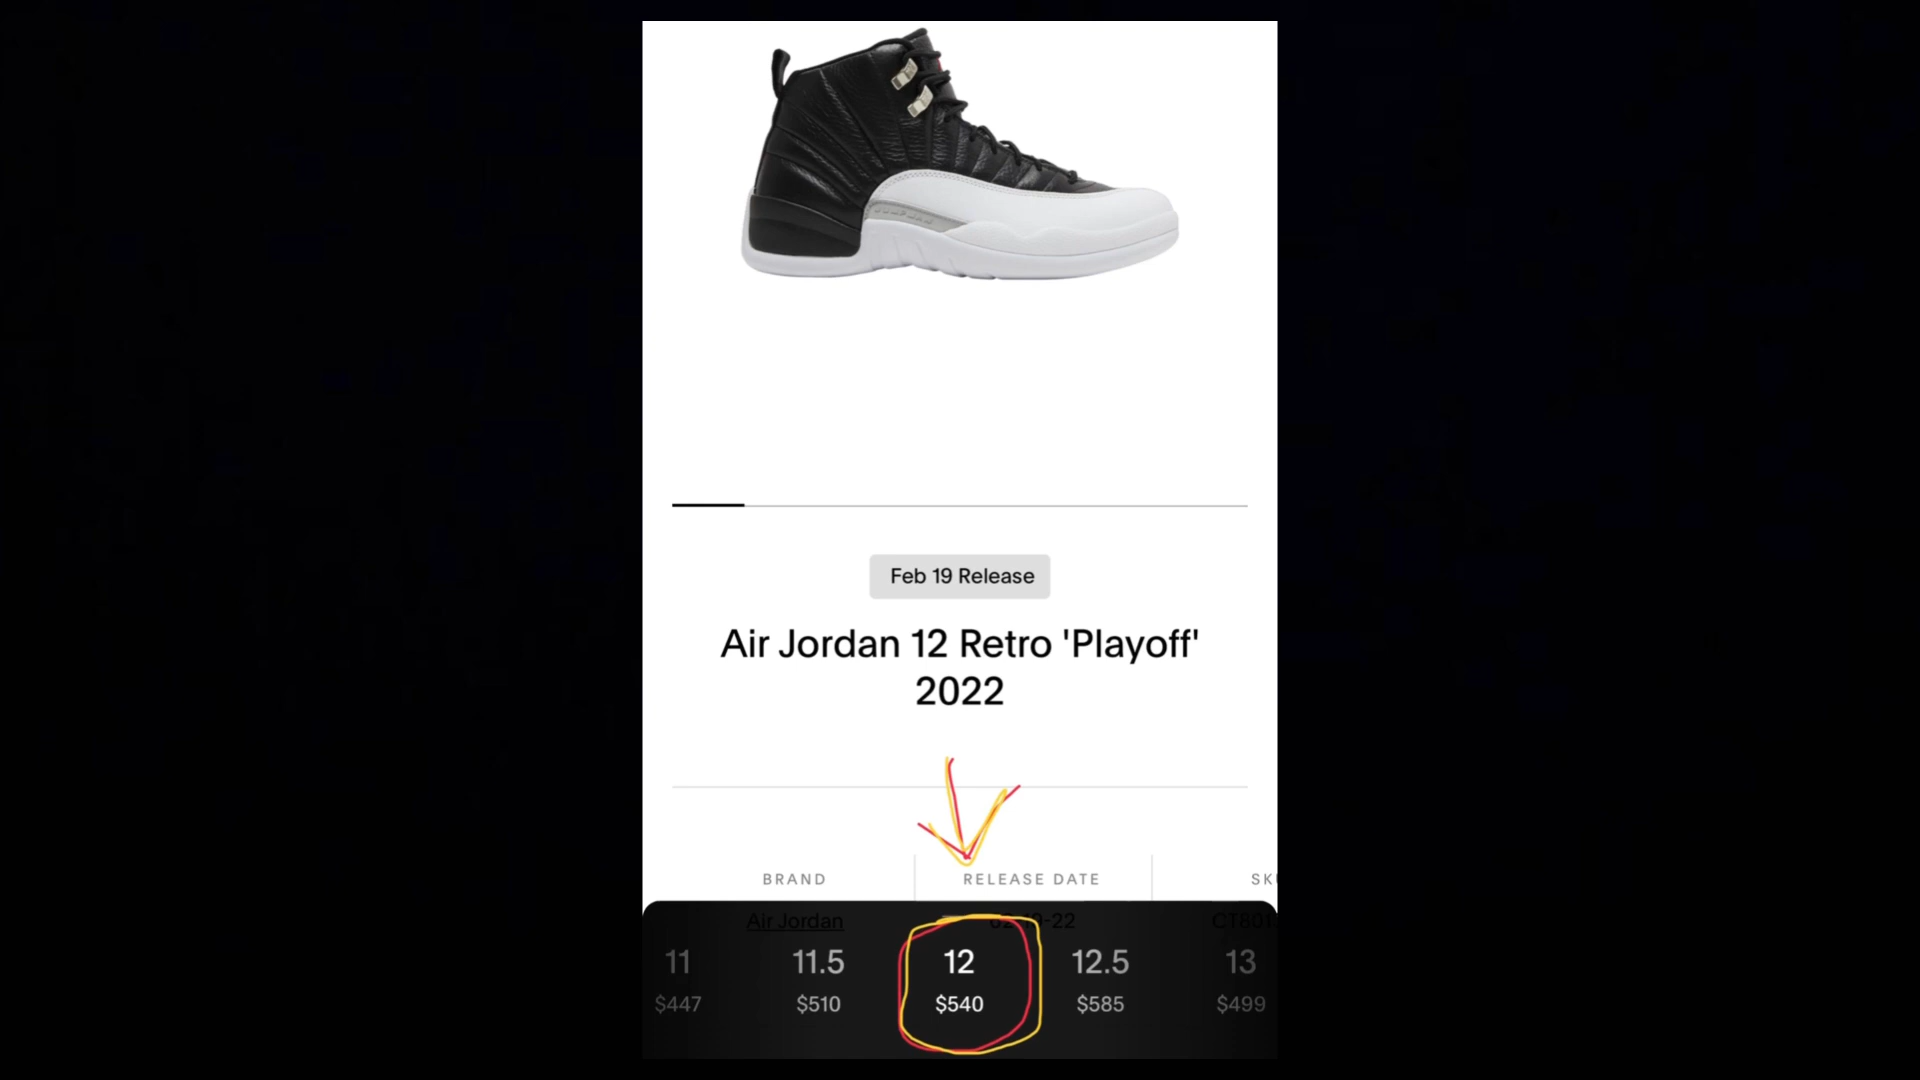 Feb 19 Release
Air Jordan 12 Retro 'Playoff'
2022
BRAND
RELEASE DATE
Air Jordan
11
11.5
12
12.5
13
$447
$510
$540
$585
$499